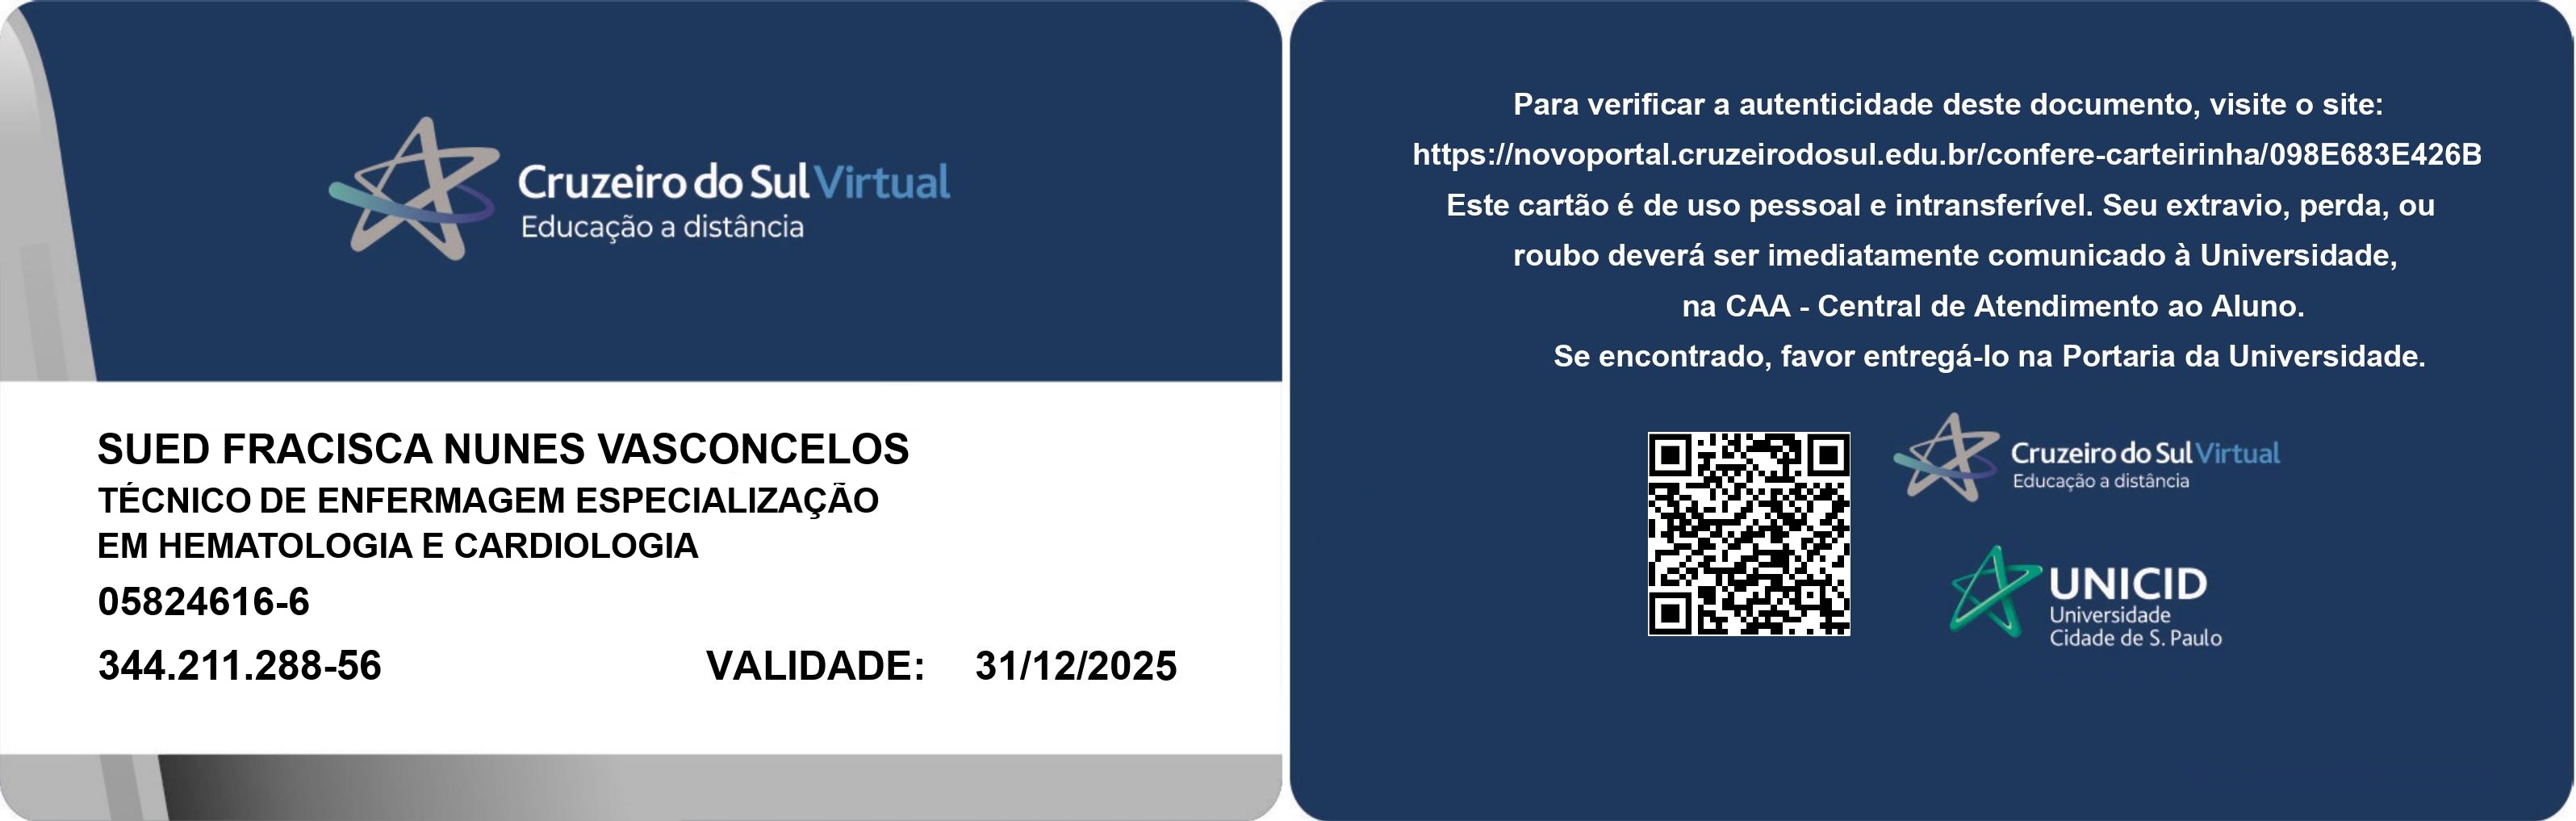 Cruzeiro do Sul Virtual
Educação a distância
SUED FRACISCA NUNES VASCONCELOS
TÉCNICO DE ENFERMAGEM ESPECIALIZAÇÃO
EM HEMATOLOGIA E CARDIOLOGIA
05824616-6
344.211.288-56
VALIDADE: 31/12/2025
Para verificar a autenticidade deste documento, visite o site:
https://novoportal.cruzeirodosul.edu.br/confere-carteirinha/098E683E426B
Este cartão é de uso pessoal e intransferível. Seu extravio, perda, ou
roubo deverá ser imediatamente comunicado à Universidade,
na CAA - Central de Atendimento ao Aluno.
Se encontrado, favor entregá-lo na Portaria da Universidade.
Cruzeiro do Sul Virtual
Educação a distância
UNICID
Universidade
Cidade de S. Paulo